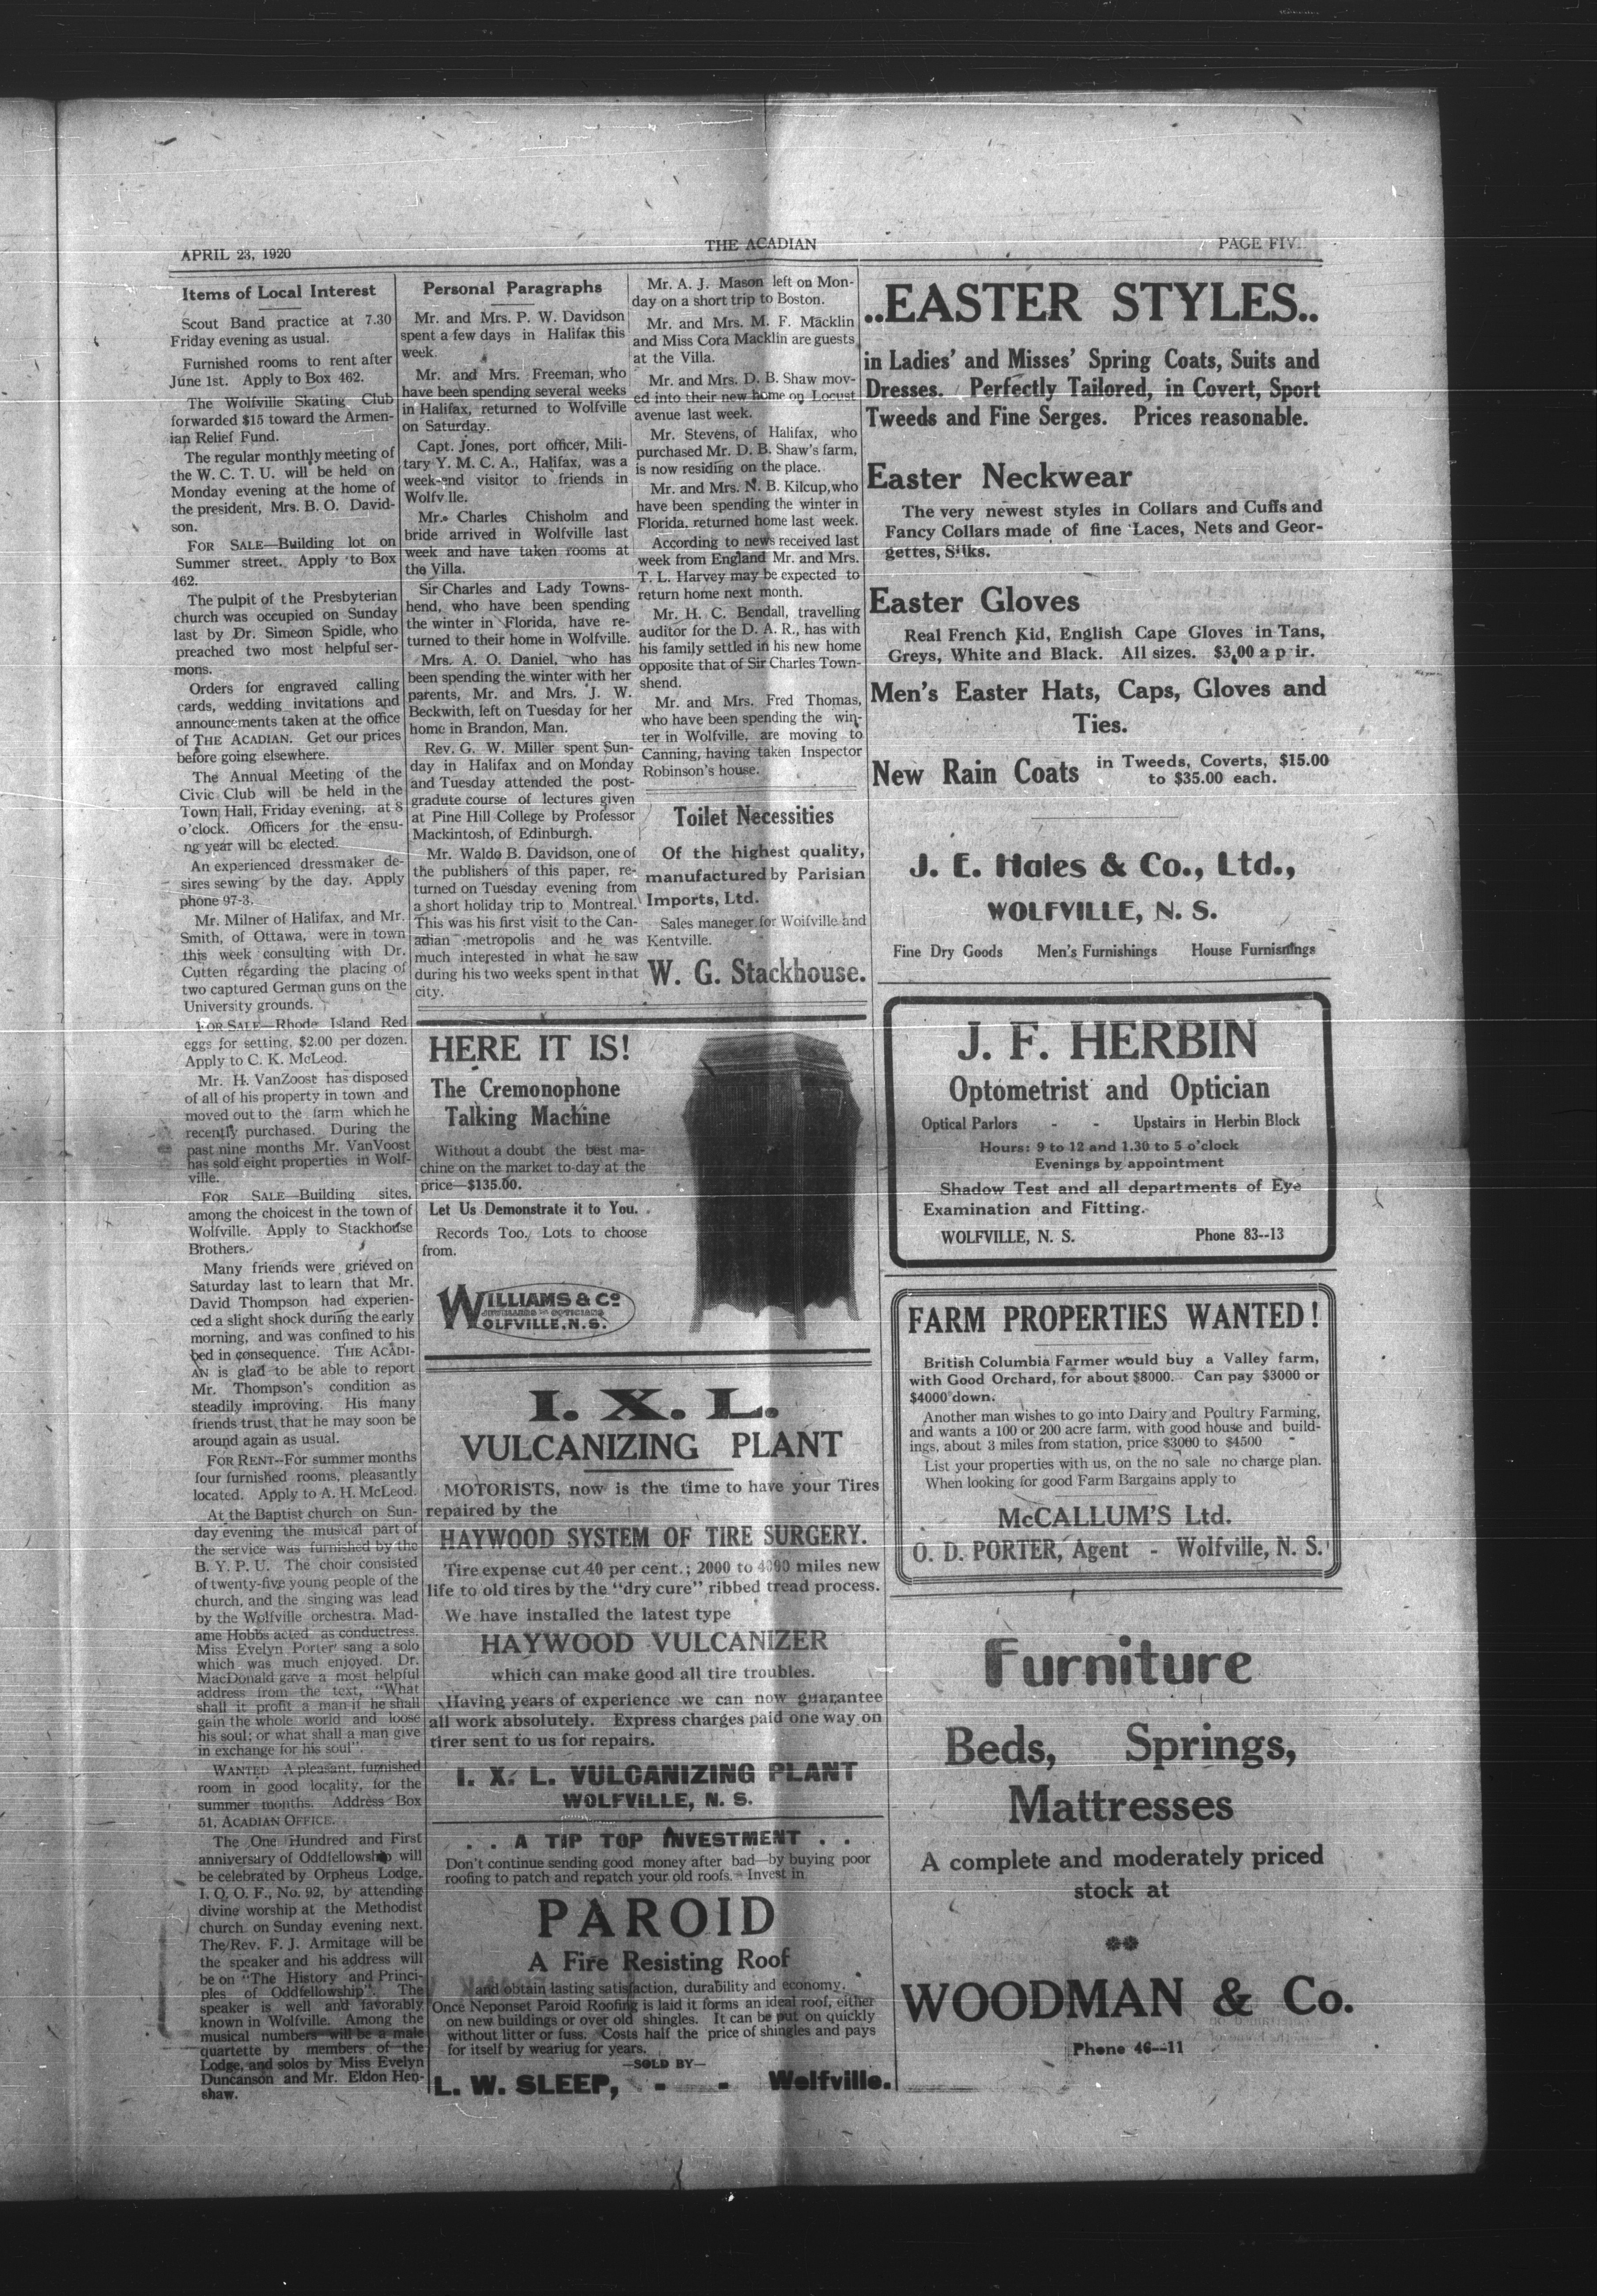 APRIL 23, 1920
THE ACADIAN
PAGE FIV
Items of Local Interest
Scout Band practice at 7.30
Friday evening as usual.
Furnished rooms to rent after
June 1st. Apply to Box 462.
The Wolfville Skating Club
forwarded $15 toward the Armen-
ian Relief Fund.
The regular monthly meeting of
the W. C. T. U. will be held on
Monday evening at the home of
the president, Mrs. B. O. David-
son.
FOR SALE—Building lot on
Summer street. Apply to Box
462.
The pulpit of the Presbyterian
church was occupied on Sunday
last by Dr. Simeon Spidle, who
preached two most helpful ser-
mons.
Orders for engraved calling
cards, wedding invitations and
announcements taken at the office
of THE ACADIAN. Get our prices
before going elsewhere.
The Annual Meeting of the
Civic Club will be held in the
Town Hall, Friday evening, at 8
o'clock. Officers for the ensu-
ng year will be elected.
An experienced dressmaker de-
sires sewing by the day. Apply
phone 97-3.
Mr. Milner of Halifax, and Mr.
Smith, of Ottawa, were in town
this week consulting with Dr.
Cutten regarding the placing of
two captured German guns on the
University grounds.
FOR SALE—Rhode Island Red
eggs for setting, $2.00 per dozen.
Apply to C. K. McLeod.
Mr. H. VanZoost has disposed
of all of his property in town and
moved out to the farm which he
recently purchased. During the
past nine months Mr. VanVoost
has sold eight properties in Wolf-
ville.
FOR SALE—Building sites,
among the choicest in the town of
Wolfville. Apply to Stackhouse
Brothers.
Many friends were grieved on
Saturday last to learn that Mr.
David Thompson had experien-
ced a slight shock during the early
morning, and was confined to his
bed in consequence. THE ACADI-
AN is glad to be able to report
Mr. Thompson's condition as
steadily improving. His many
friends trust that he may soon be
around again as usual.
FOR RENT--For summer months
four furnished rooms, pleasantly
located. Apply to A. H. McLeod.
At the Baptist church on Sun-
day evening the musical part of
the service was furnished by the
B. Y. P. U. The choir consisted
of twenty-five young people of the
church, and the singing was lead
by the Wolfville orchestra. Mad-
ame Hobbs acted as conductress.
Miss Evelyn Porter sang a solo
which was much enjoyed. Dr.
MacDonald gave a most helpful
address from the text, "What
shall it profit a man if he shall
gain the whole world and loose
his soul; or what shall a man give
in exchange for his soul".
WANTED A pleasant, furnished
room in good locality, for the
summer months. Address Box
51, ACADIAN OFFICE.
The One Hundred and First
anniversary of Oddfellowship will
be celebrated by Orpheus Lodge,
I. O. O. F., No. 92, by attending
divine worship at the Methodist
church on Sunday evening next.
The Rev. F. J. Armitage will be
the speaker and his address will
be on "The History and Princi-
ples of Oddfellowship". The
speaker is well and favorably
known in Wolfville. Among the
musical numbers will be a male
quartette by members of the
Lodge, and solos by Miss Evelyn
Duncanson and Mr. Eldon Hen-
shaw.
Personal Paragraphs
Mr. and Mrs. P. W. Davidson
spent a few days in Halifax this
week.
Mr. and Mrs. Freeman, who
have been spending several weeks
in Halifax, returned to Wolfville
on Saturday.
Capt. Jones, port officer, Mili-
tary Y. M. C. A., Halifax, was a
week-end visitor to friends in
Wolfv lle.
Mr. Charles Chisholm and
bride arrived in Wolfville last
week and have taken rooms at
the Villa.
Sir Charles and Lady Towns-
hend, who have been spending
the winter in Florida, have re-
turned to their home in Wolfville.
Mrs. A. O. Daniel, who has
been spending the winter with her
parents, Mr. and Mrs. J. W.
Beckwith, left on Tuesday for her
home in Brandon, Man.
Rev. G. W. Miller spent Sun-
day in Halifax and on Monday
and Tuesday attended the post-
gradute course of lectures given
at Pine Hill College by Professor
Mackintosh, of Edinburgh.
Mr. Waldo B. Davidson, one of
the publishers of this paper, re-
turned on Tuesday evening from
a short holiday trip to Montreal.
This was his first visit to the Can-
adian metropolis and he was
much interested in what he saw
during his two weeks spent in that
city.
Mr. A. J. Mason left on Mon-
day on a short trip to Boston.
Mr. and Mrs. M. F. Macklin
and Miss Cora Macklin are guests
at the Villa.
Mr. and Mrs. D. B. Shaw mov-
ed into their new home on Locust
avenue last week.
Mr. Stevens, of Halifax, who
purchased Mr. D. B. Shaw's farm,
is now residing on the place.
Mr. and Mrs. N. B. Kilcup, who
have been spending the winter in
Florida, returned home last week.
According to news received last
week from England Mr. and Mrs.
T. L. Harvey may be expected to
return home next month.
Mr. H. C. Bendall, travelling
auditor for the D. A. R., has with
his family settled in his new home
opposite that of Sir Charles Town-
shend.
Mr. and Mrs. Fred Thomas,
who have been spending the win-
ter in Wolfville, are moving to
Canning, having taken Inspector
Robinson's house.
Toilet Necessities
Of the highest quality,
manufactured by Parisian
Imports, Ltd.
Sales maneger for Wolfville and
Kentville.
W. G. Stackhouse.
HERE IT IS!
The Cremonophone
Talking Machine
Without a doubt the best ma-
chine on the market to-day at the
price—$135.00.
Let Us Demonstrate it to You.
Records Too. Lots to choose
from.
WILLIAMS & Co
JEWELLERS OPTICIANS
WOLFVILLE, N.S.
I. X. L.
VULCANIZING PLANT
MOTORISTS, now is the time to have your Tires
repaired by the
HAYWOOD SYSTEM OF TIRE SURGERY.
Tire expense cut 40 per cent.; 2000 to 4000 miles new
life to old tires by the "dry cure" ribbed tread process.
We have installed the latest type
HAYWOOD VULCANIZER
which can make good all tire troubles.
Having years of experience we can now guarantee
all work absolutely. Express charges paid one way on
tirer sent to us for repairs.
I. X. L. VULCANIZING PLANT
WOLFVILLE, N. S.
. . A TIP TOP INVESTMENT . .
Don't continue sending good money after bad—by buying poor
roofing to patch and repatch your old roofs. Invest in
PAROID
A Fire Resisting Roof
and obtain lasting satisfaction, durability and economy.
Once Neponset Paroid Roofing is laid it forms an ideal roof, either
on new buildings or over old shingles. It can be put on quickly
without litter or fuss. Costs half the price of shingles and pays
for itself by weariug for years.
—SOLD BY—
L. W. SLEEP, - - Wolfville.
..EASTER STYLES..
in Ladies' and Misses' Spring Coats, Suits and
Dresses. Perfectly Tailored, in Covert, Sport
Tweeds and Fine Serges. Prices reasonable.
Easter Neckwear
The very newest styles in Collars and Cuffs and
Fancy Collars made of fine Laces, Nets and Geor-
gettes, Silks.
Easter Gloves
Real French Kid, English Cape Gloves in Tans,
Greys, White and Black. All sizes. $3.00 a p ir.
Men's Easter Hats, Caps, Gloves and
Ties.
New Rain Coats in Tweeds, Coverts, $15.00
to $35.00 each.
J. E. Hales & Co., Ltd.,
WOLFVILLE, N. S.
Fine Dry Goods Men's Furnishings House Furnishings
J. F. HERBIN
Optometrist and Optician
Optical Parlors - - Upstairs in Herbin Block
Hours: 9 to 12 and 1.30 to 5 o'clock
Evenings by appointment
Shadow Test and all departments of Eye
Examination and Fitting.
WOLFVILLE, N. S. Phone 83--13
FARM PROPERTIES WANTED!
British Columbia Farmer would buy a Valley farm,
with Good Orchard, for about $8000. Can pay $3000 or
$4000 down.
Another man wishes to go into Dairy and Poultry Farming,
and wants a 100 or 200 acre farm, with good house and build-
ings, about 3 miles from station, price $3000 to $4500
List your properties with us, on the no sale no charge plan.
When looking for good Farm Bargains apply to
McCALLUM'S Ltd.
O. D. PORTER, Agent - Wolfville, N. S.
Furniture
Beds, Springs,
Mattresses
A complete and moderately priced
stock at
WOODMAN & Co.
Phone 46--11